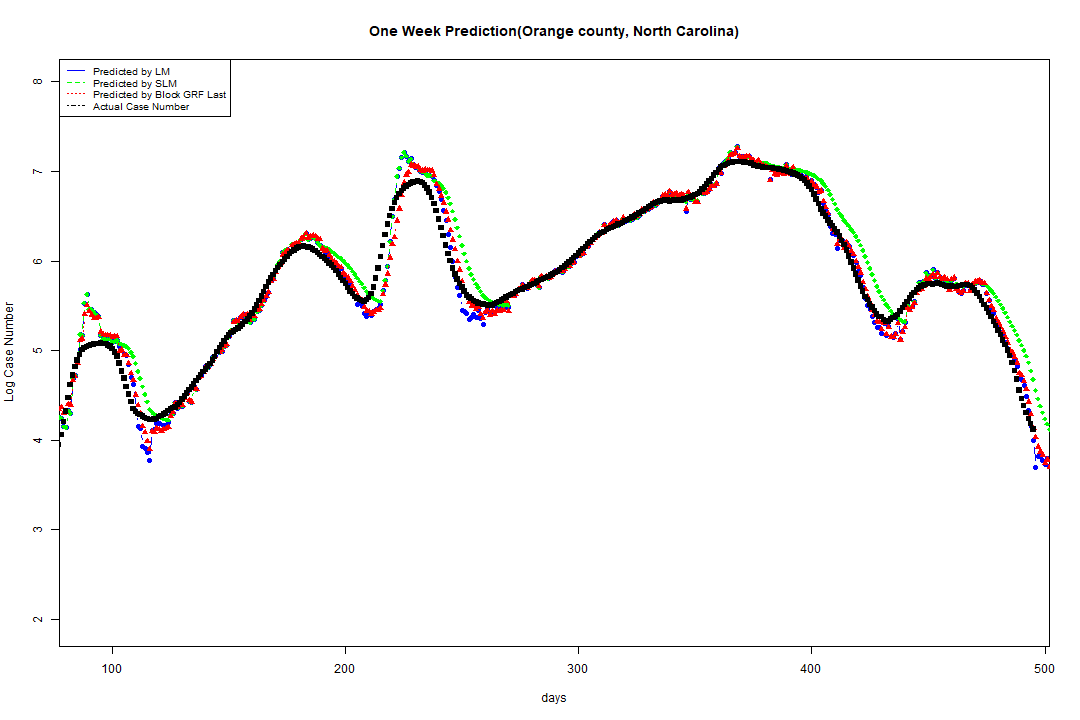 One Week Prediction(Orange county, North Carolina)
Predicted by LM
Predicted by SLM
Predicted by Block GRF Last
Actual Case Number
8
7
6
5
4
3
2
Log Case Number
100 200 300 400 500
days